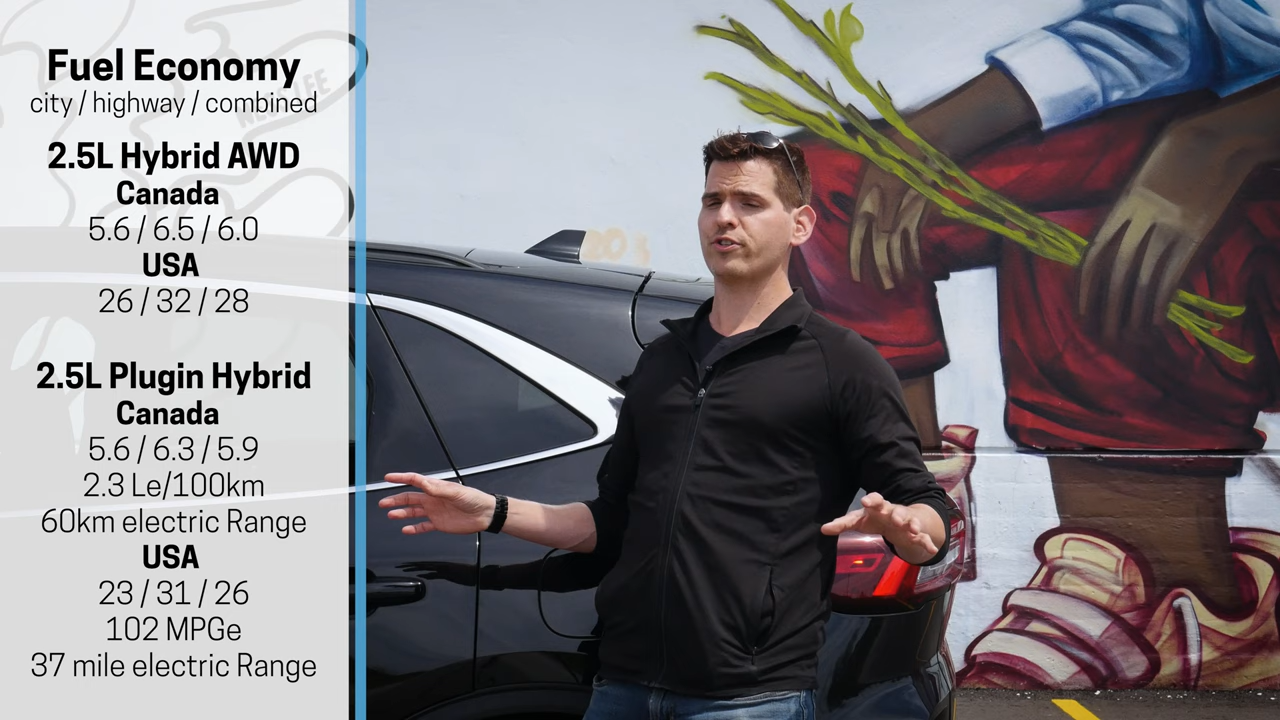 Fuel Economy
city / highway / combined
2.5L Hybrid AWD
Canada
5.6 / 6.5 / 6.0
USA
26 / 32 / 28
2.5L Plugin Hybrid
Canada
5.6 / 6.3 / 5.9
2.3 Le/100km
60km electric Range
USA
23 / 31 / 26
102 MPGe
37 mile electric Range